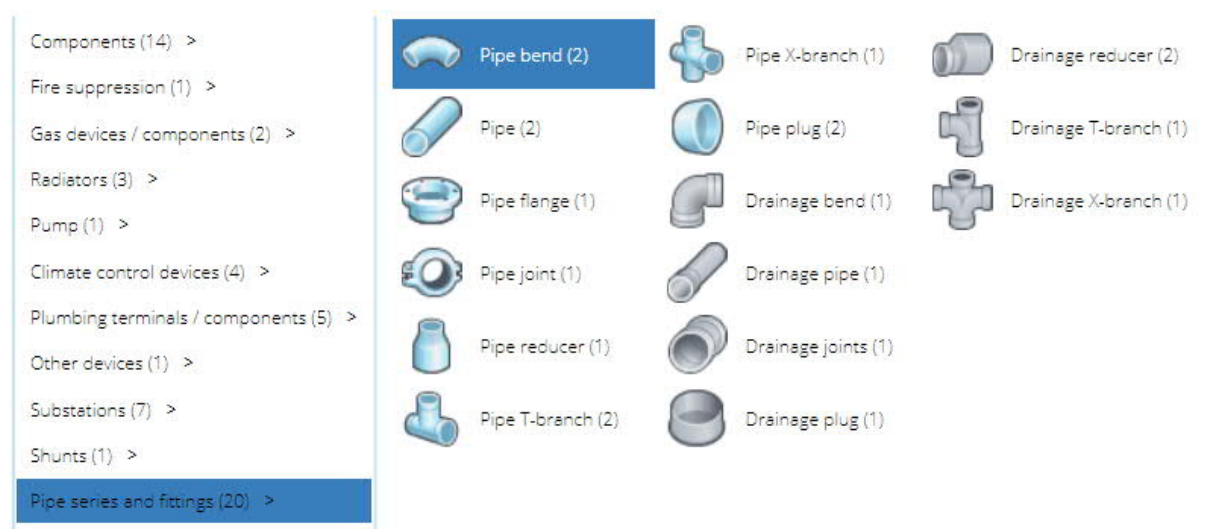 Components (14) >
Fire suppression (1) >
Gas devices / components (2) >
Radiators (3) >
Pump (1) >
Climate control devices (4) >
Plumbing terminals / components (5) >
Other devices (1) >
Substations (7) >
Shunts (1) >
Pipe series and fittings (20) >
Pipe bend (2)
Pipe (2)
Pipe flange (1)
Pipe joint (1)
Pipe reducer (1)
Pipe T-branch (2)
Pipe X-branch (1)
Pipe plug (2)
Drainage bend (1)
Drainage pipe (1)
Drainage joints (1)
Drainage plug (1)
Drainage reducer (2)
Drainage T-branch (1)
Drainage X-branch (1)